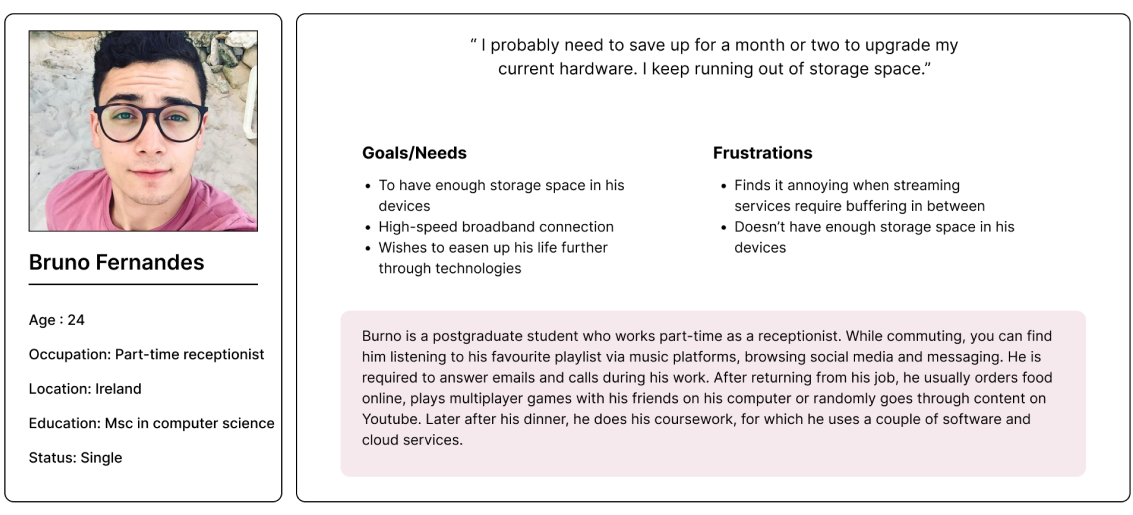 Bruno Fernandes
Age : 24
Occupation: Part-time receptionist
Location: Ireland
Education: Msc in computer science
Status: Single
“ I probably need to save up for a month or two to upgrade my
current hardware. I keep running out of storage space.”
Goals/Needs
• To have enough storage space in his
devices
• High-speed broadband connection
• Wishes to easen up his life further
through technologies
Frustrations
• Finds it annoying when streaming
services require buffering in between
• Doesn’t have enough storage space in his
devices
Burno is a postgraduate student who works part-time as a receptionist. While commuting, you can find
him listening to his favourite playlist via music platforms, browsing social media and messaging. He is
required to answer emails and calls during his work. After returning from his job, he usually orders food
online, plays multiplayer games with his friends on his computer or randomly goes through content on
Youtube. Later after his dinner, he does his coursework, for which he uses a couple of software and
cloud services.